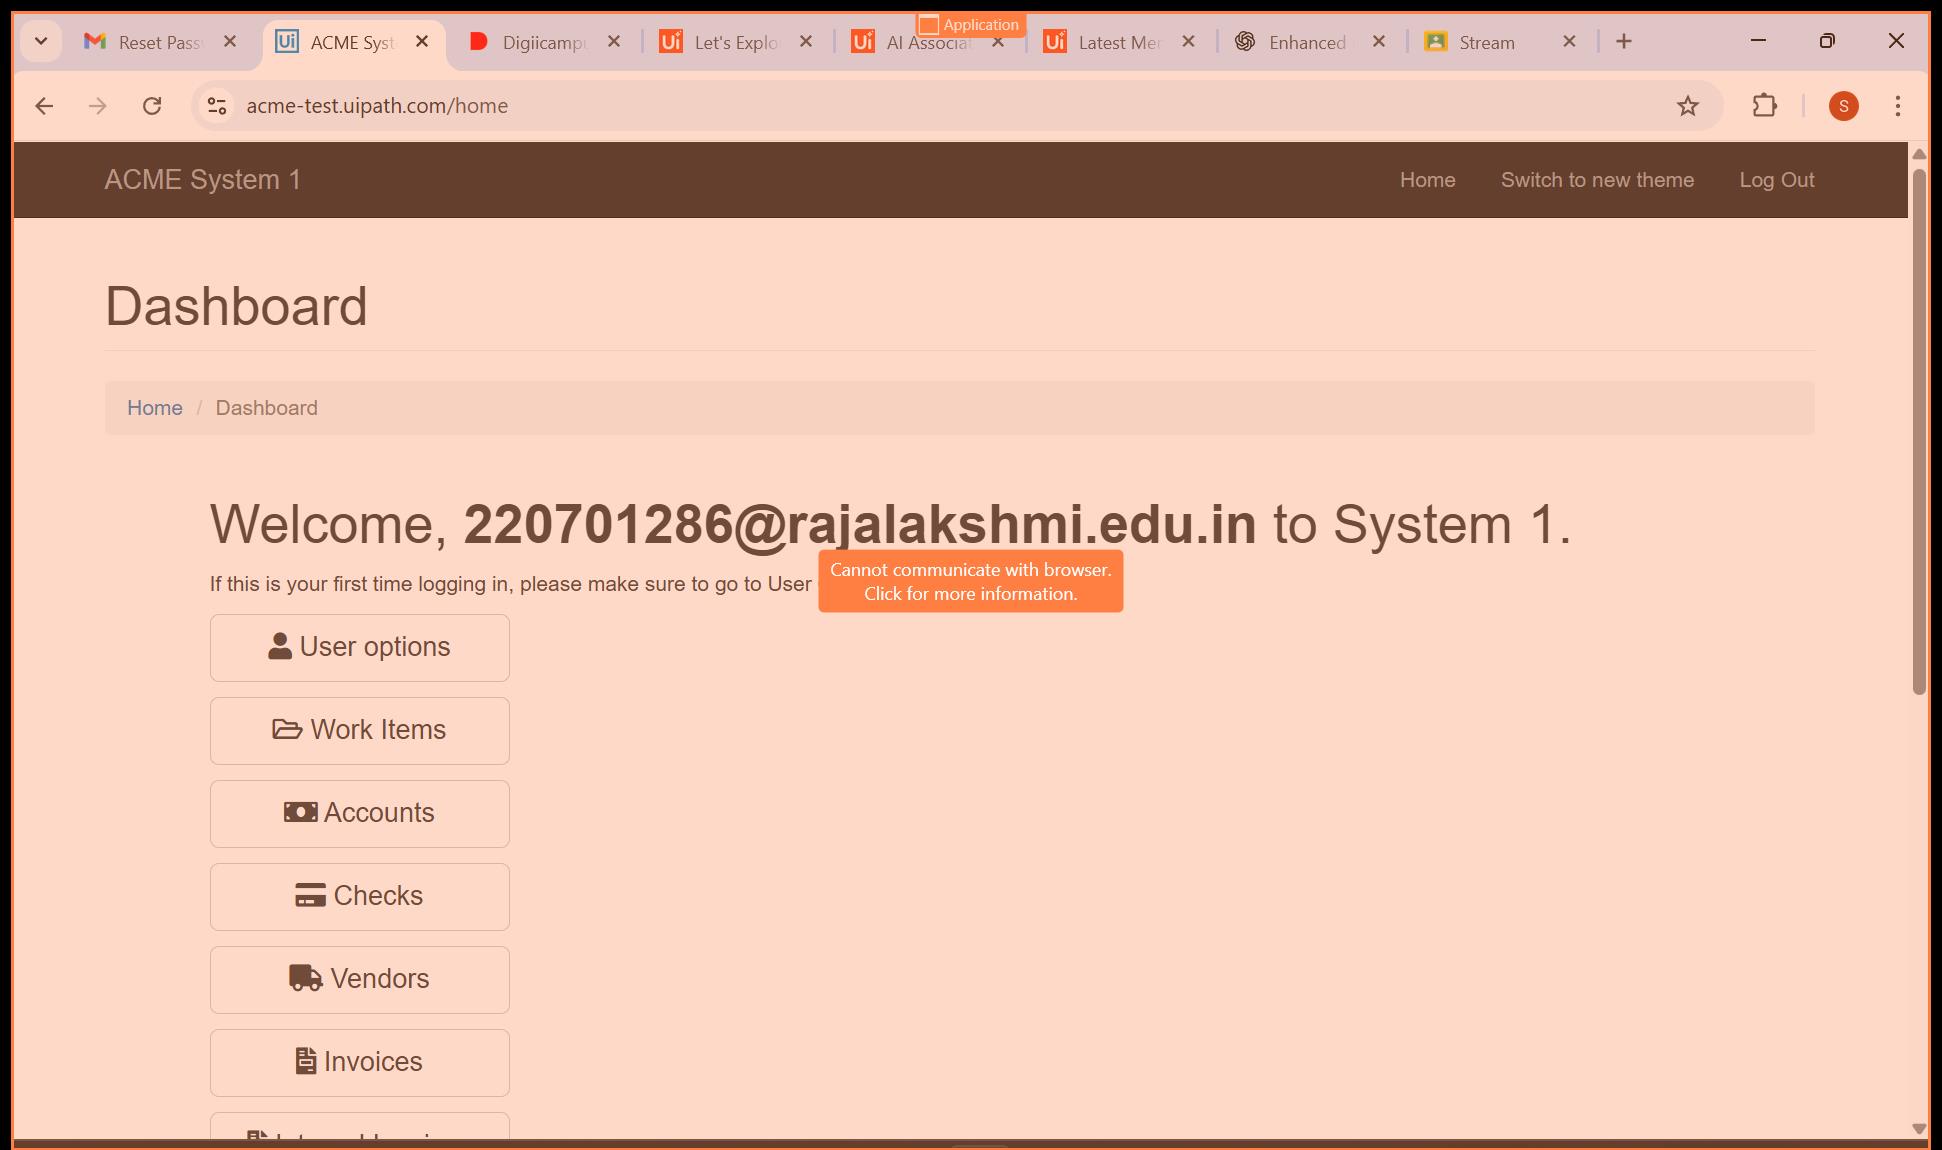 Application
Reset Pass
ACME Syst
Digiicampu
Let's Explo
AI Associat
Latest Mer
Enhanced
Stream
acme-test.uipath.com/home
S
ACME System 1
Home
Switch to new theme
Log Out
Dashboard
Home / Dashboard
Welcome, 220701286@rajalakshmi.edu.in to System 1.
If this is your first time logging in, please make sure to go to User
Cannot communicate with browser.
Click for more information.
User options
Work Items
Accounts
Checks
Vendors
Invoices